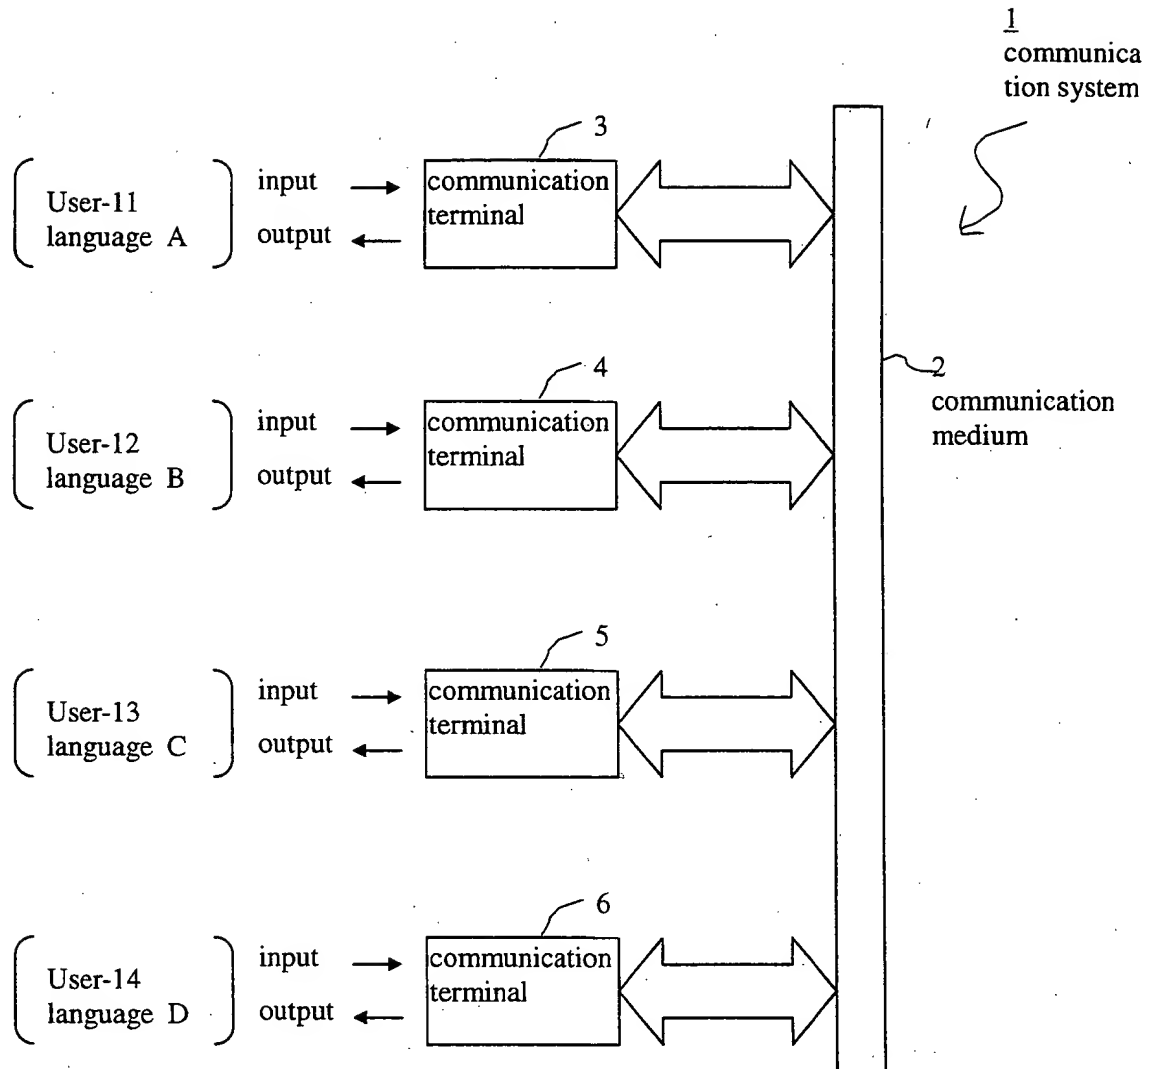 1
communica
tion system
3
User-11
language A
input
output
communication
terminal
4
User-12
language B
input
output
communication
terminal
2
communication
medium
5
User-13
language C
input
output
communication
terminal
6
User-14
language D
input
output
communication
terminal